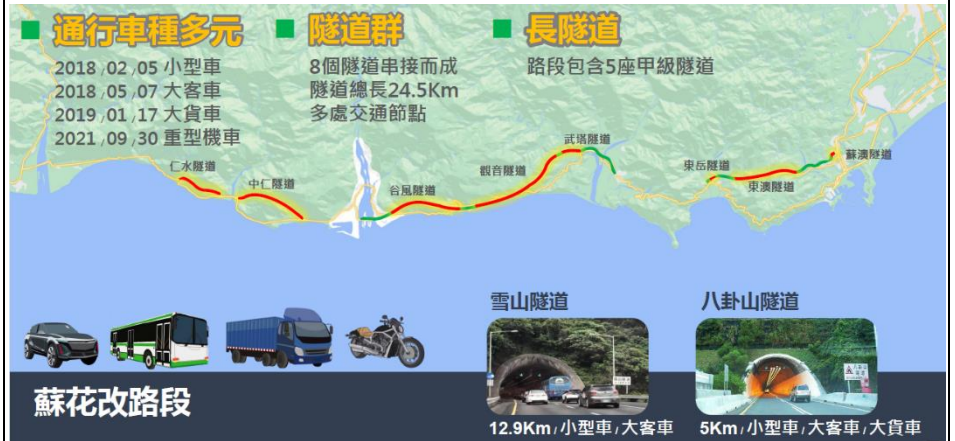 通行車種多元
2018/02/05 小型車
2018/05/07 大客車
2019/01/17 大貨車
2021/09/30 重型機車
隧道群
8個隧道串接而成
隧道總長24.5Km
多處交通節點
長隧道
路段包含5座甲級隧道
仁水隧道
中仁隧道
谷風隧道
觀音隧道
武塔隧道
東岳隧道
東澳隧道
蘇澳隧道
蘇花改路段
雪山隧道
12.9Km/小型車/大客車
八卦山隧道
5Km/小型車/大客車/大貨車